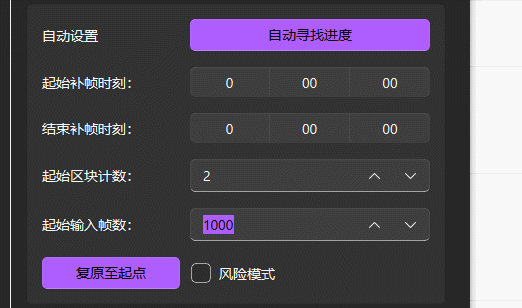 自动设置 自动寻找进度
起始补帧时刻： 0 00 00
结束补帧时刻： 0 00 00
起始区块计数： 2
起始输入帧数： 1000
复原至起点 风险模式